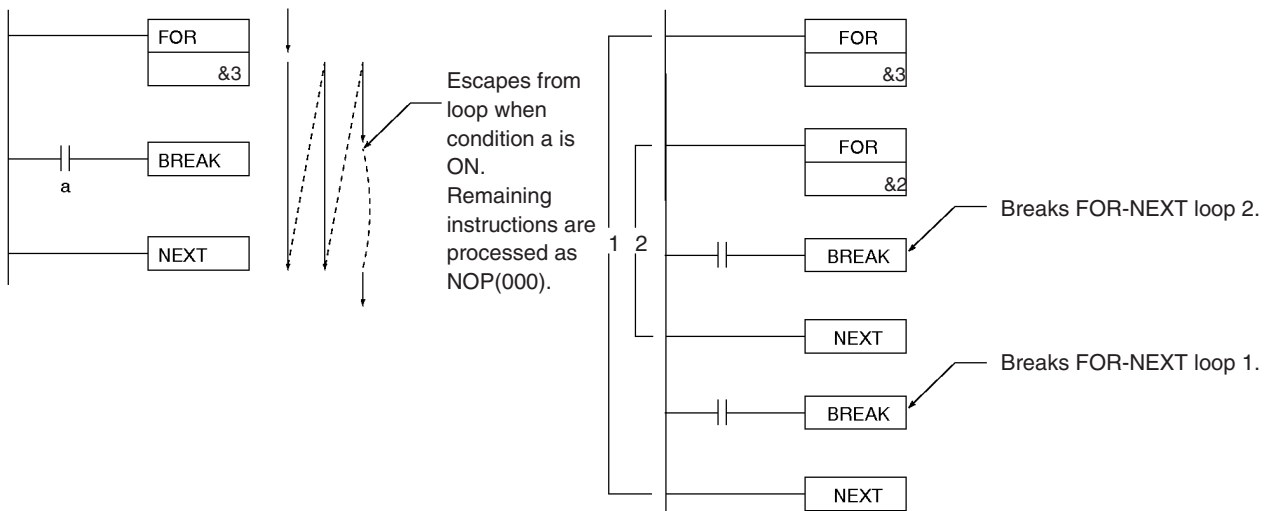 FOR
&3
BREAK
a
NEXT
Escapes from
loop when
condition a is
ON.
Remaining
instructions are
processed as
NOP(000).
1
2
FOR
&3
FOR
&2
BREAK
Breaks FOR-NEXT loop 2.
NEXT
BREAK
Breaks FOR-NEXT loop 1.
NEXT